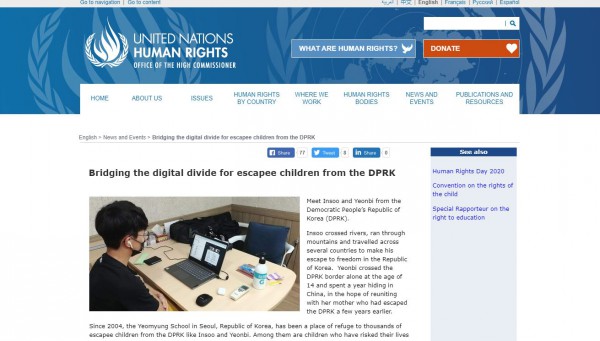 Go to navigation | Go to content
العربية | 中文 | English | Français | Русский | Español
UNITED NATIONS
HUMAN RIGHTS
OFFICE OF THE HIGH COMMISSIONER
WHAT ARE HUMAN RIGHTS?
DONATE
HOME
ABOUT US
ISSUES
HUMAN RIGHTS
BY COUNTRY
WHERE WE
WORK
HUMAN RIGHTS
BODIES
NEWS AND
EVENTS
PUBLICATIONS AND
RESOURCES
English > News and Events > Bridging the digital divide for escapee children from the DPRK
Share 77 Tweet 0 Share 0
Bridging the digital divide for escapee children from the DPRK
Meet Insoo and Yeonbi from the
Democratic People's Republic of
Korea (DPRK).
Insoo crossed rivers, ran through
mountains and travelled across
several countries to make his
escape to freedom in the Republic
of Korea. Yeonbi crossed the
DPRK border alone at the age of
14 and spent a year hiding in
China, in the hope of reuniting
with her mother who had escaped
the DPRK a few years earlier.
Since 2004, the Yeomyung School in Seoul, Republic of Korea, has been a place of refuge to thousands of
escapee children from the DPRK like Insoo and Yeonbi. Among them are children who have risked their lives
See also
Human Rights Day 2020
Convention on the rights of
the child
Special Rapporteur on the
right to education